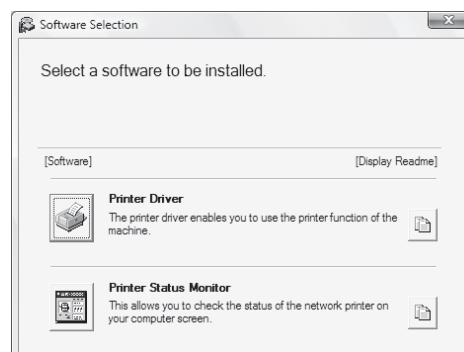 Software Selection
Select a software to be installed.
[Software] [Display Readme]
Printer Driver
The printer driver enables you to use the printer function of the
machine.
Printer Status Monitor
This allows you to check the status of the network printer on
your computer screen.